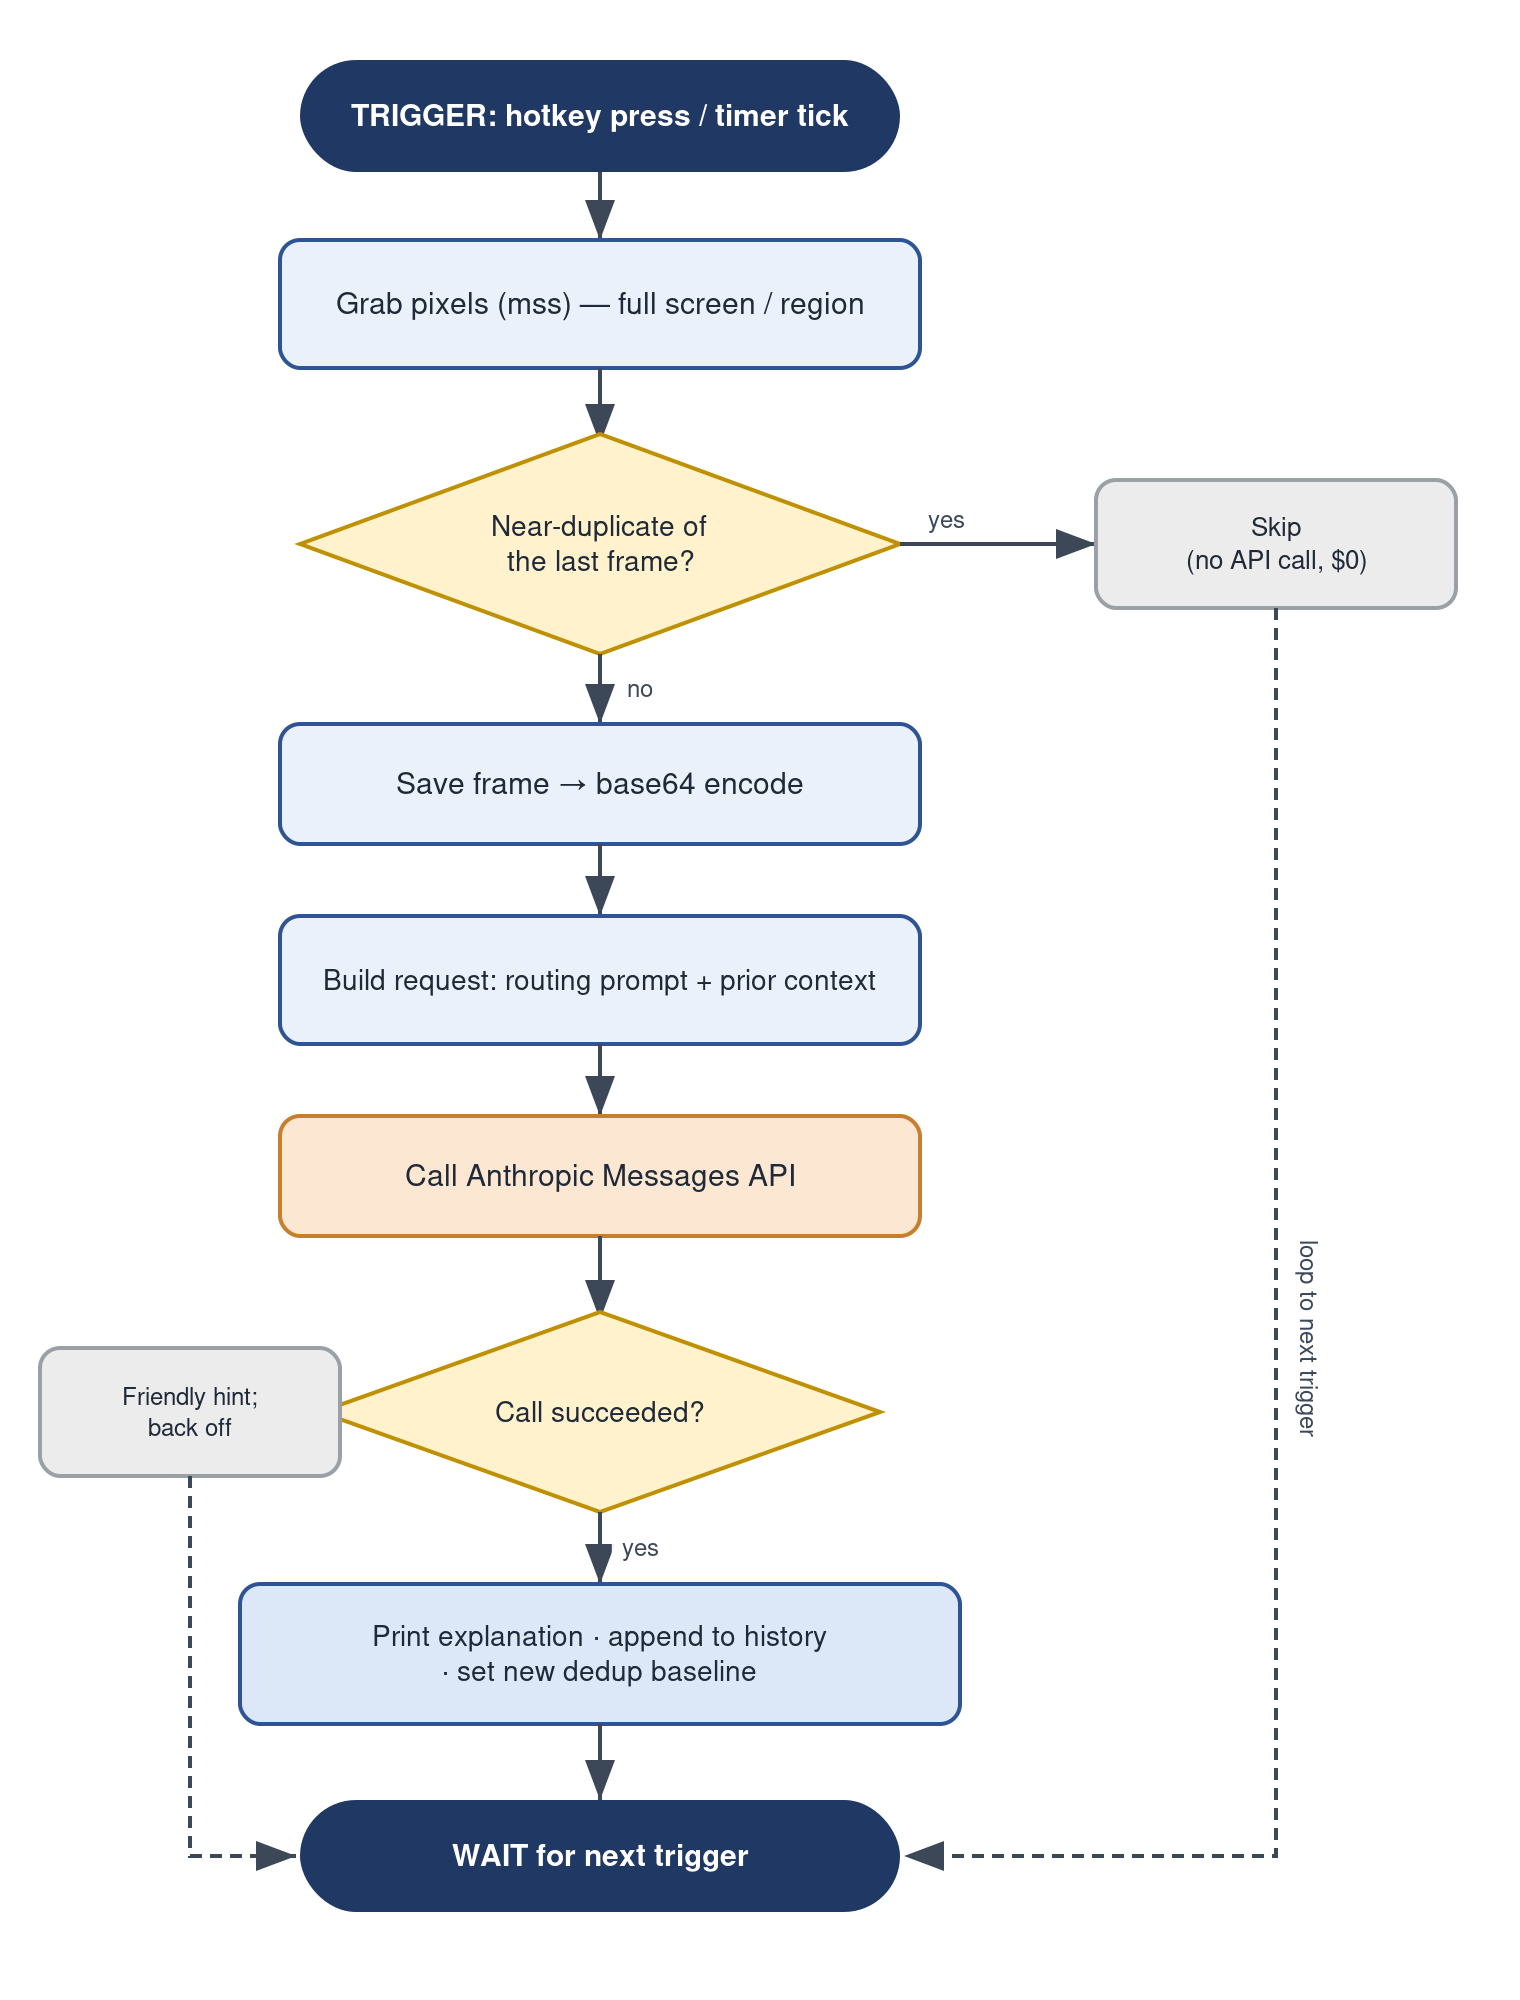 TRIGGER: hotkey press / timer tick
Grab pixels (mss) — full screen / region
Near-duplicate of
the last frame?
yes
Skip
(no API call, $0)
no
Save frame → base64 encode
Build request: routing prompt + prior context
Call Anthropic Messages API
loop to next trigger
Friendly hint;
back off
Call succeeded?
yes
Print explanation · append to history
· set new dedup baseline
WAIT for next trigger